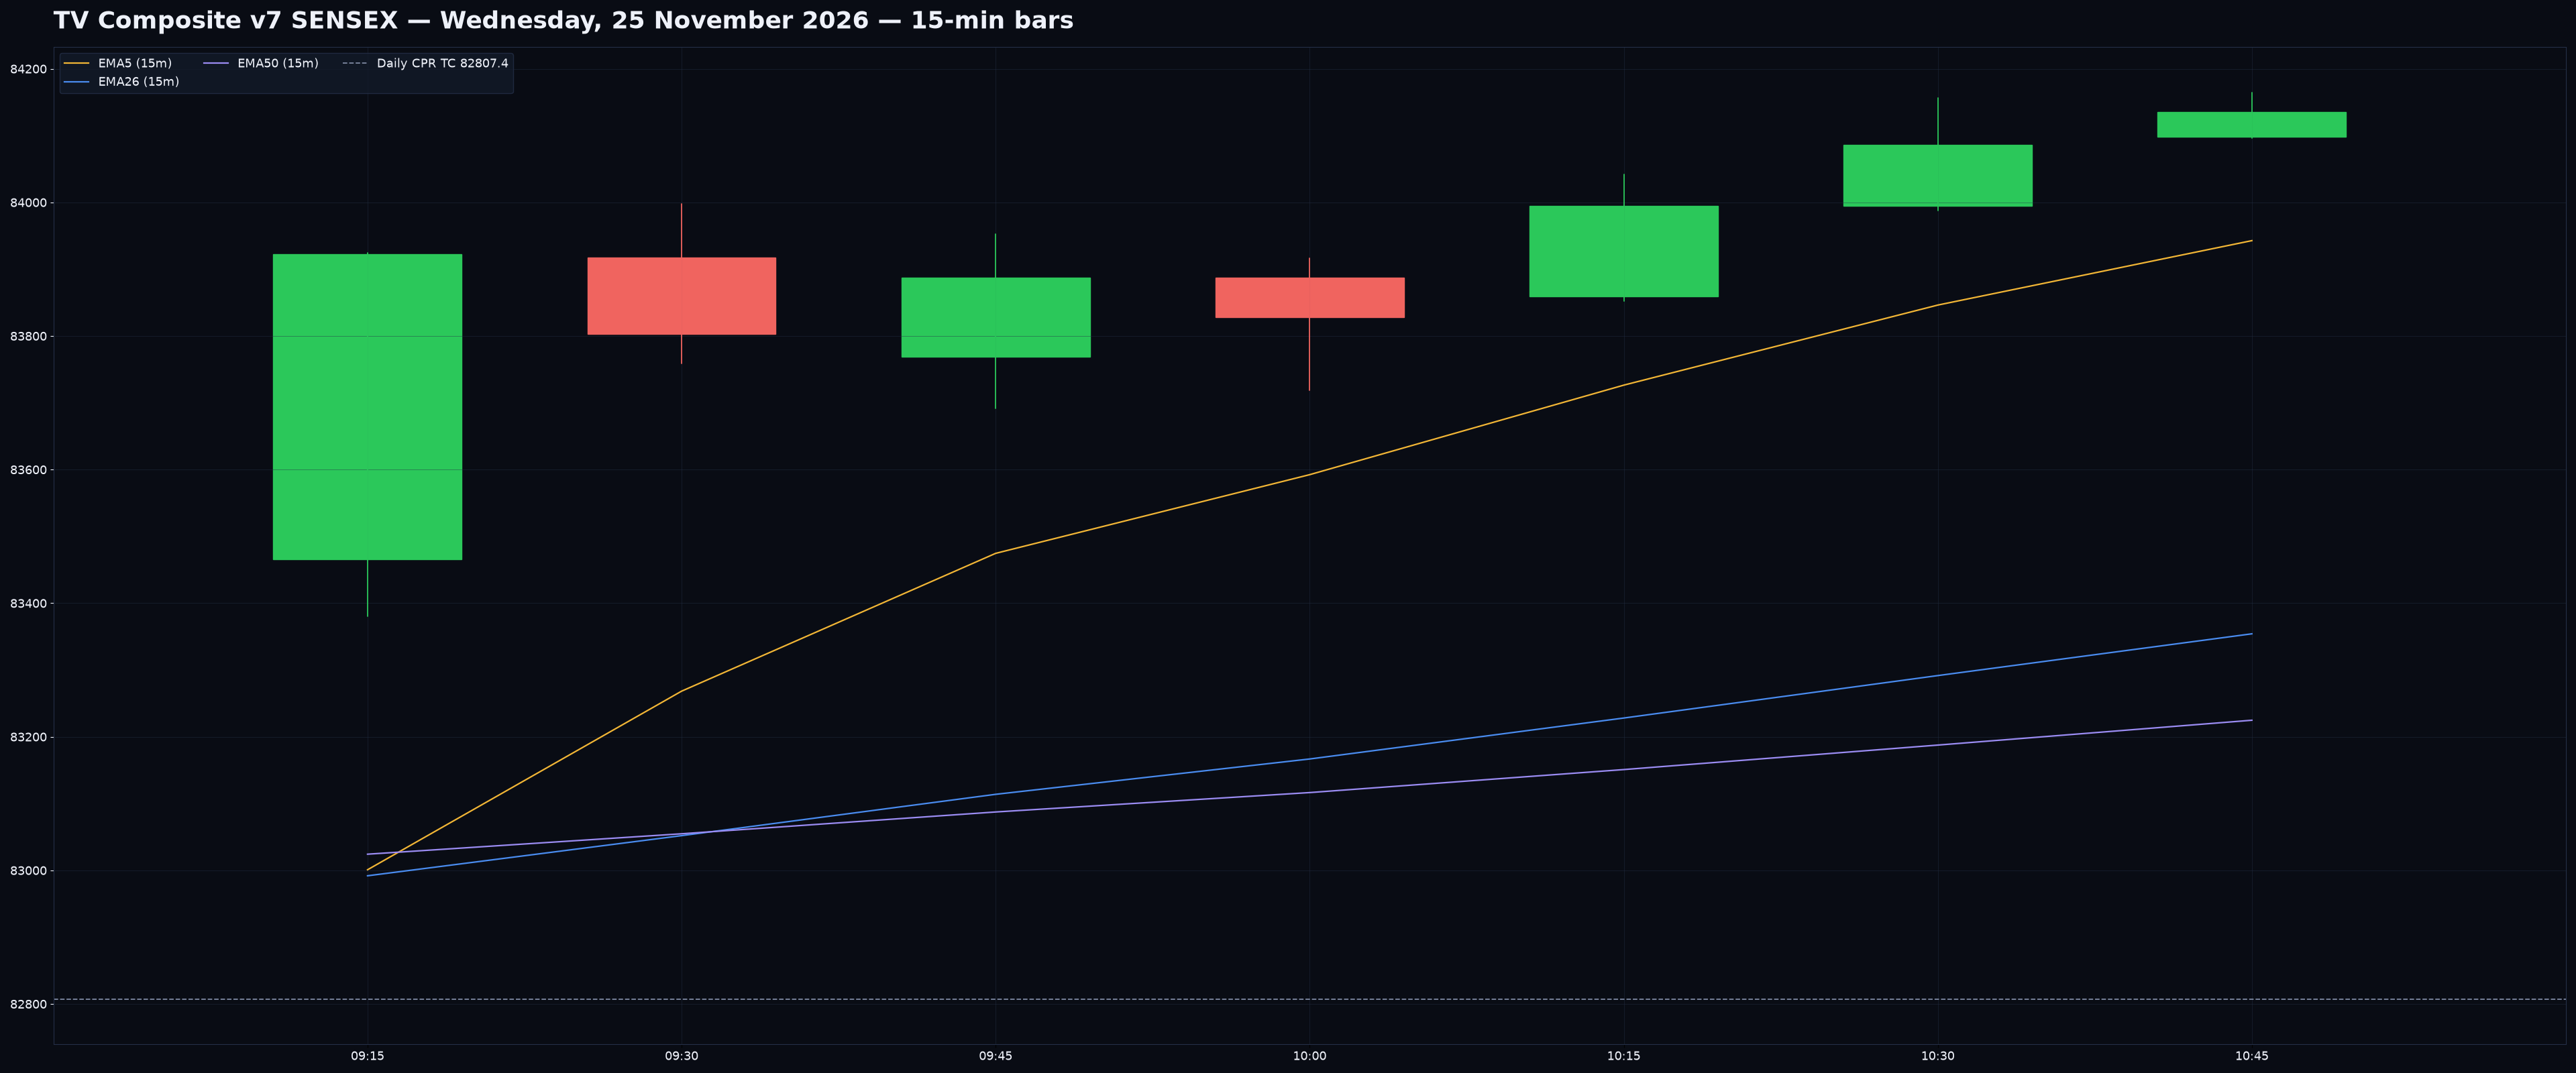 TV Composite v7 SENSEX — Wednesday, 25 November 2026 — 15-min bars
EMA5 (15m) EMA50 (15m) Daily CPR TC 82807.4
EMA26 (15m)
84200
84000
83800
83600
83400
83200
83000
82800
09:15 09:30 09:45 10:00 10:15 10:30 10:45